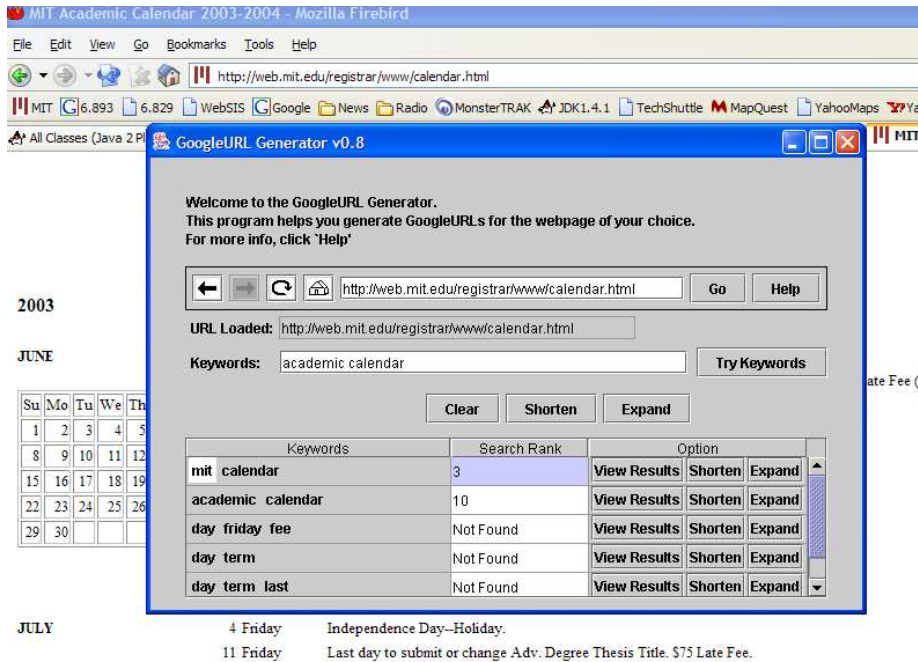 MIT Academic Calendar 2003-2004 - Mozilla Firebird
File Edit View Go Bookmarks Tools Help
http://web.mit.edu/registrar/www/calendar.html
MIT 6.893 6.829 WebSIS Google News Radio MonsterTRAK JDK1.4.1 TechShuttle MapQuest YahooMaps
All Classes (Java 2 Pl MIT
GoogleURL Generator v0.8
Welcome to the GoogleURL Generator.
This program helps you generate GoogleURLs for the webpage of your choice.
For more info, click `Help'
http://web.mit.edu/registrar/www/calendar.html Go Help
URL Loaded: http://web.mit.edu/registrar/www/calendar.html
Keywords: academic calendar Try Keywords
Clear Shorten Expand
Keywords Search Rank Option
mit calendar 3 View Results Shorten Expand
academic calendar 10 View Results Shorten Expand
day friday fee Not Found View Results Shorten Expand
day term Not Found View Results Shorten Expand
day term last Not Found View Results Shorten Expand
2003
JUNE
ate Fee (
Su Mo Tu We Th
1 2 3 4 5
8 9 10 11 12
15 16 17 18 19
22 23 24 25 26
29 30
JULY 4 Friday Independence Day--Holiday.
11 Friday Last day to submit or change Adv. Degree Thesis Title. $75 Late Fee.